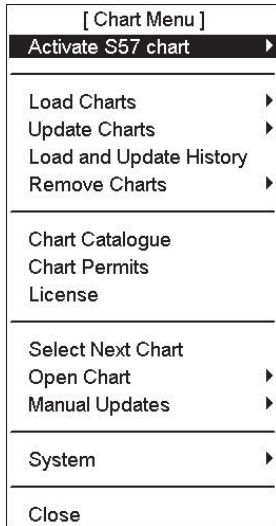 [ Chart Menu ]
Activate S57 chart
Load Charts
Update Charts
Load and Update History
Remove Charts
Chart Catalogue
Chart Permits
License
Select Next Chart
Open Chart
Manual Updates
System
Close